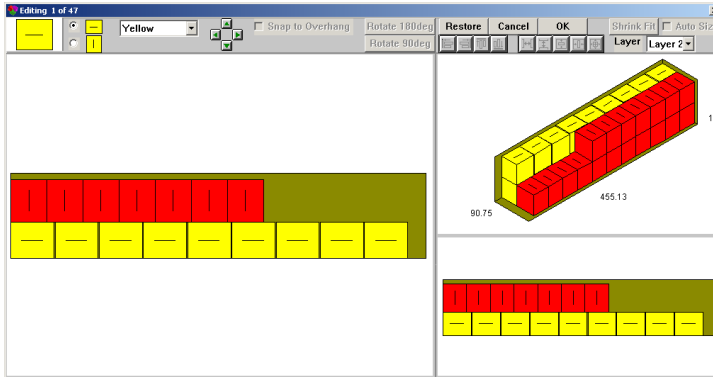 Editing 1 of 47
Yellow
Snap to Overhang
Rotate 180deg
Rotate 90deg
Restore Cancel OK
Shrink Fit Auto Siz
Layer Layer 2
90.75
455.13
1